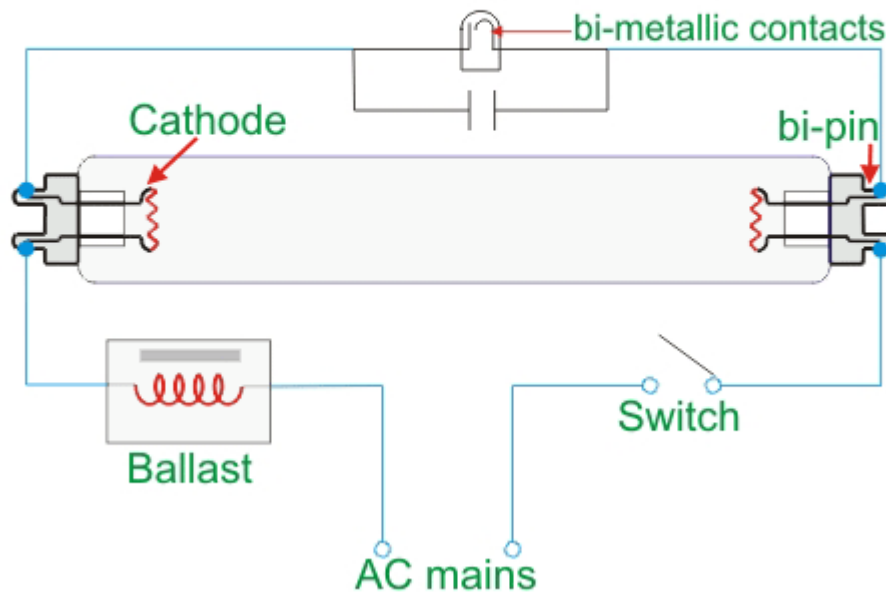 bi-metallic contacts
Cathode
bi-pin
Switch
Ballast
AC mains